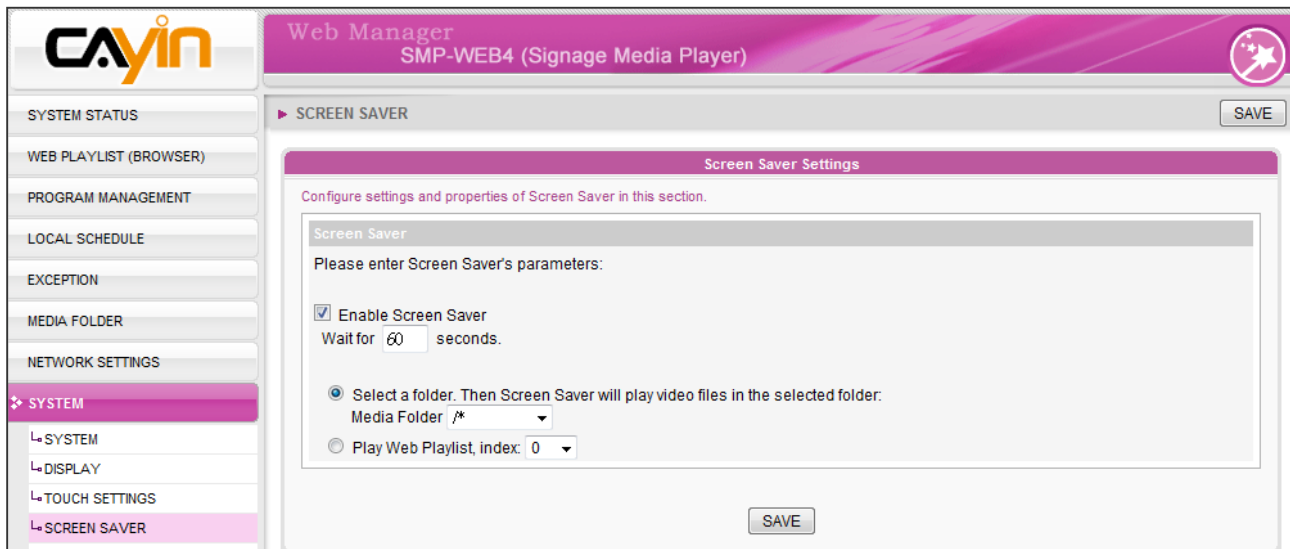 CAYIN
Web Manager
SMP-WEB4 (Signage Media Player)
SYSTEM STATUS
WEB PLAYLIST (BROWSER)
PROGRAM MANAGEMENT
LOCAL SCHEDULE
EXCEPTION
MEDIA FOLDER
NETWORK SETTINGS
SYSTEM
SYSTEM
DISPLAY
TOUCH SETTINGS
SCREEN SAVER
SCREEN SAVER
SAVE
Screen Saver Settings
Configure settings and properties of Screen Saver in this section.
Screen Saver
Please enter Screen Saver's parameters:
Enable Screen Saver
Wait for 60 seconds.
Select a folder. Then Screen Saver will play video files in the selected folder:
Media Folder /*
Play Web Playlist, index: 0
SAVE